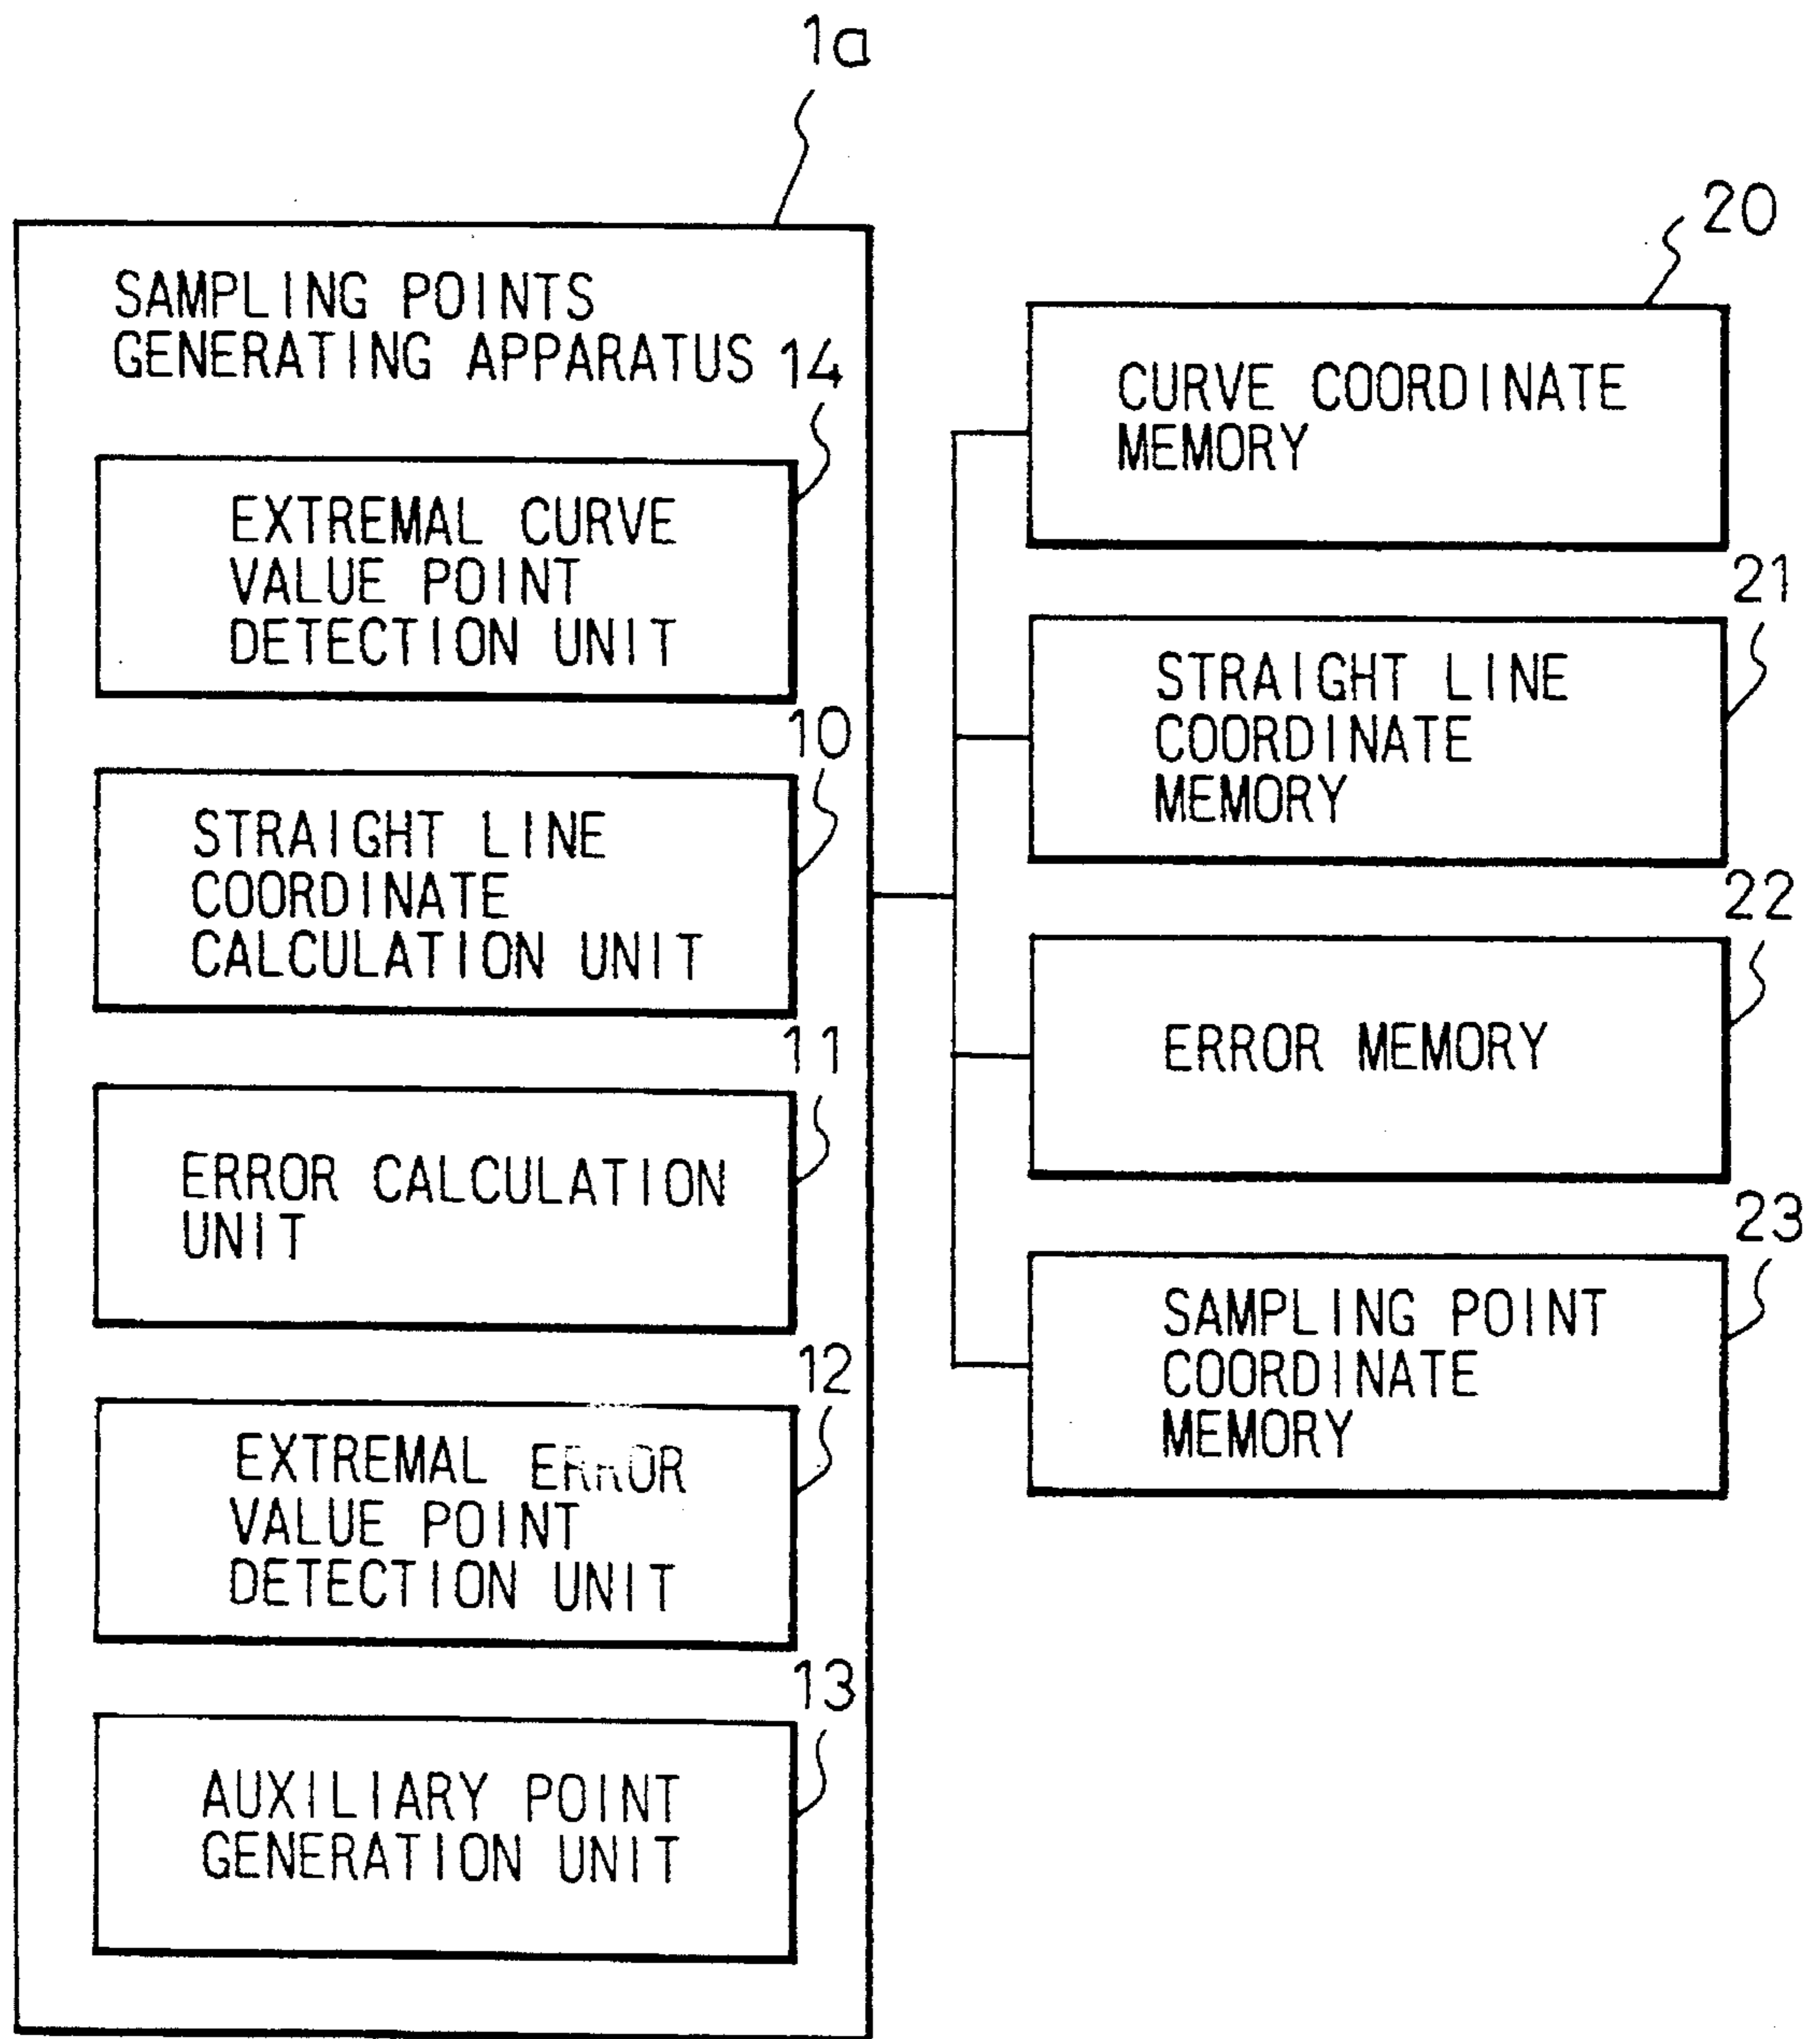 1a
SAMPLING POINTS
GENERATING APPARATUS
14
EXTREMAL CURVE
VALUE POINT
DETECTION UNIT
10
STRAIGHT LINE
COORDINATE
CALCULATION UNIT
11
ERROR CALCULATION
UNIT
12
EXTREMAL ERROR
VALUE POINT
DETECTION UNIT
13
AUXILIARY POINT
GENERATION UNIT
20
CURVE COORDINATE
MEMORY
21
STRAIGHT LINE
COORDINATE
MEMORY
22
ERROR MEMORY
23
SAMPLING POINT
COORDINATE
MEMORY